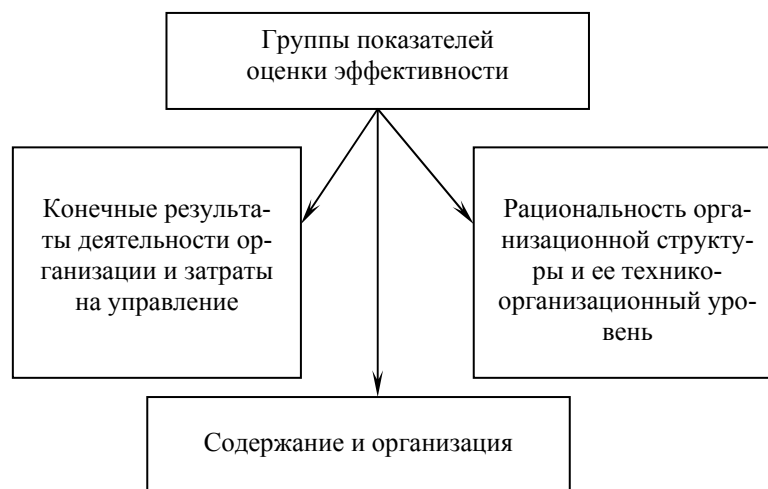 Группы показателей
оценки эффективности
Конечные результа-
ты деятельности ор-
ганизации и затраты
на управление
Рациональность орга-
низационной структу-
ры и ее технико-
организационный уро-
вень
Содержание и организация